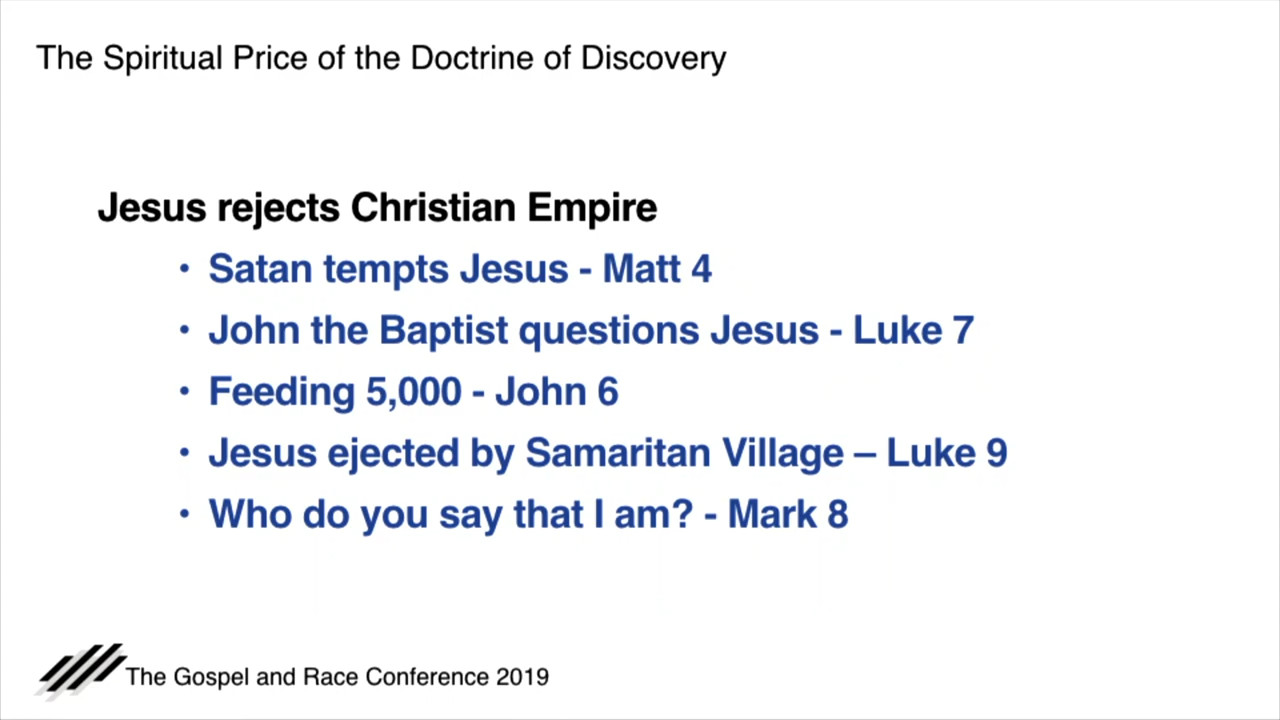 The Spiritual Price of the Doctrine of Discovery
Jesus rejects Christian Empire
• Satan tempts Jesus - Matt 4
• John the Baptist questions Jesus - Luke 7
• Feeding 5,000 - John 6
• Jesus ejected by Samaritan Village – Luke 9
• Who do you say that I am? - Mark 8
The Gospel and Race Conference 2019